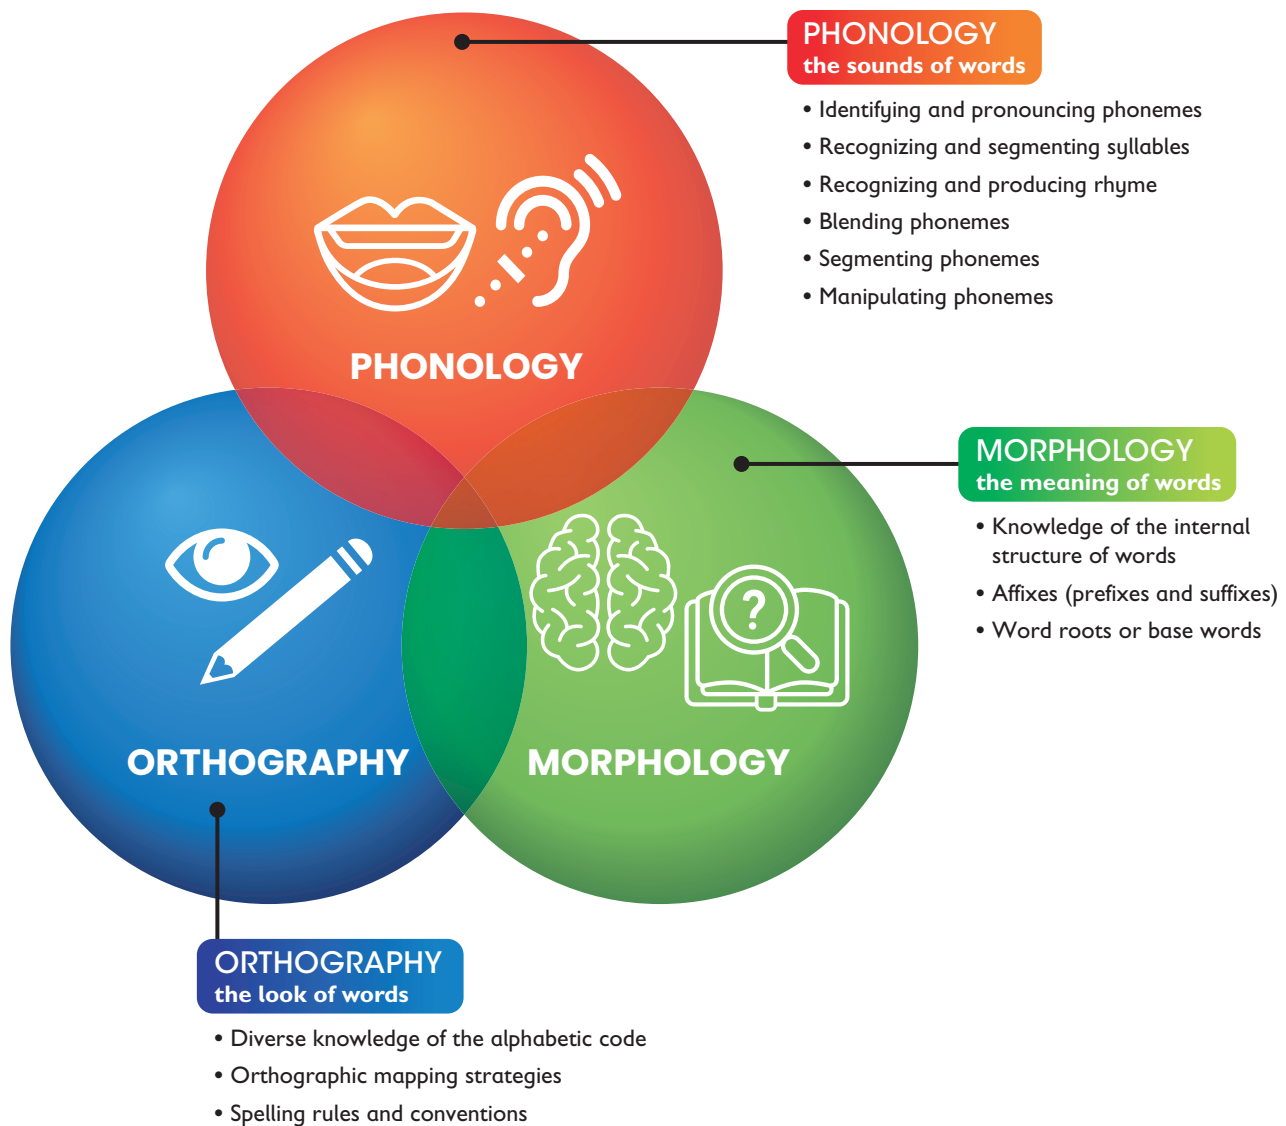 PHONOLOGY
the sounds of words
• Identifying and pronouncing phonemes
• Recognizing and segmenting syllables
• Recognizing and producing rhyme
• Blending phonemes
• Segmenting phonemes
• Manipulating phonemes
PHONOLOGY
MORPHOLOGY
the meaning of words
• Knowledge of the internal
structure of words
• Affixes (prefixes and suffixes)
• Word roots or base words
?
ORTHOGRAPHY
MORPHOLOGY
ORTHOGRAPHY
the look of words
• Diverse knowledge of the alphabetic code
• Orthographic mapping strategies
• Spelling rules and conventions